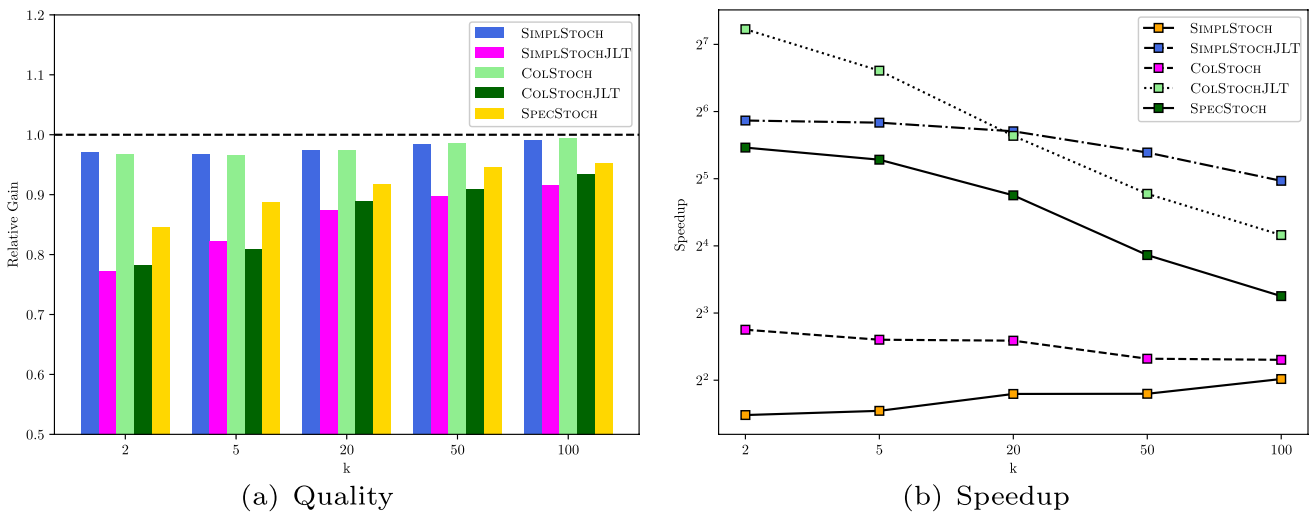 1.2
1.1
1.0
0.9
0.8
0.7
0.6
0.5
Relative Gain
2 5 20 50 100
k
SimplStoch
SimplStochJLT
ColStoch
ColStochJLT
SpecStoch
(a) Quality
2^7
2^6
2^5
2^4
2^3
2^2
Speedup
2 5 20 50 100
k
SimplStoch
SimplStochJLT
ColStoch
ColStochJLT
SpecStoch
(b) Speedup